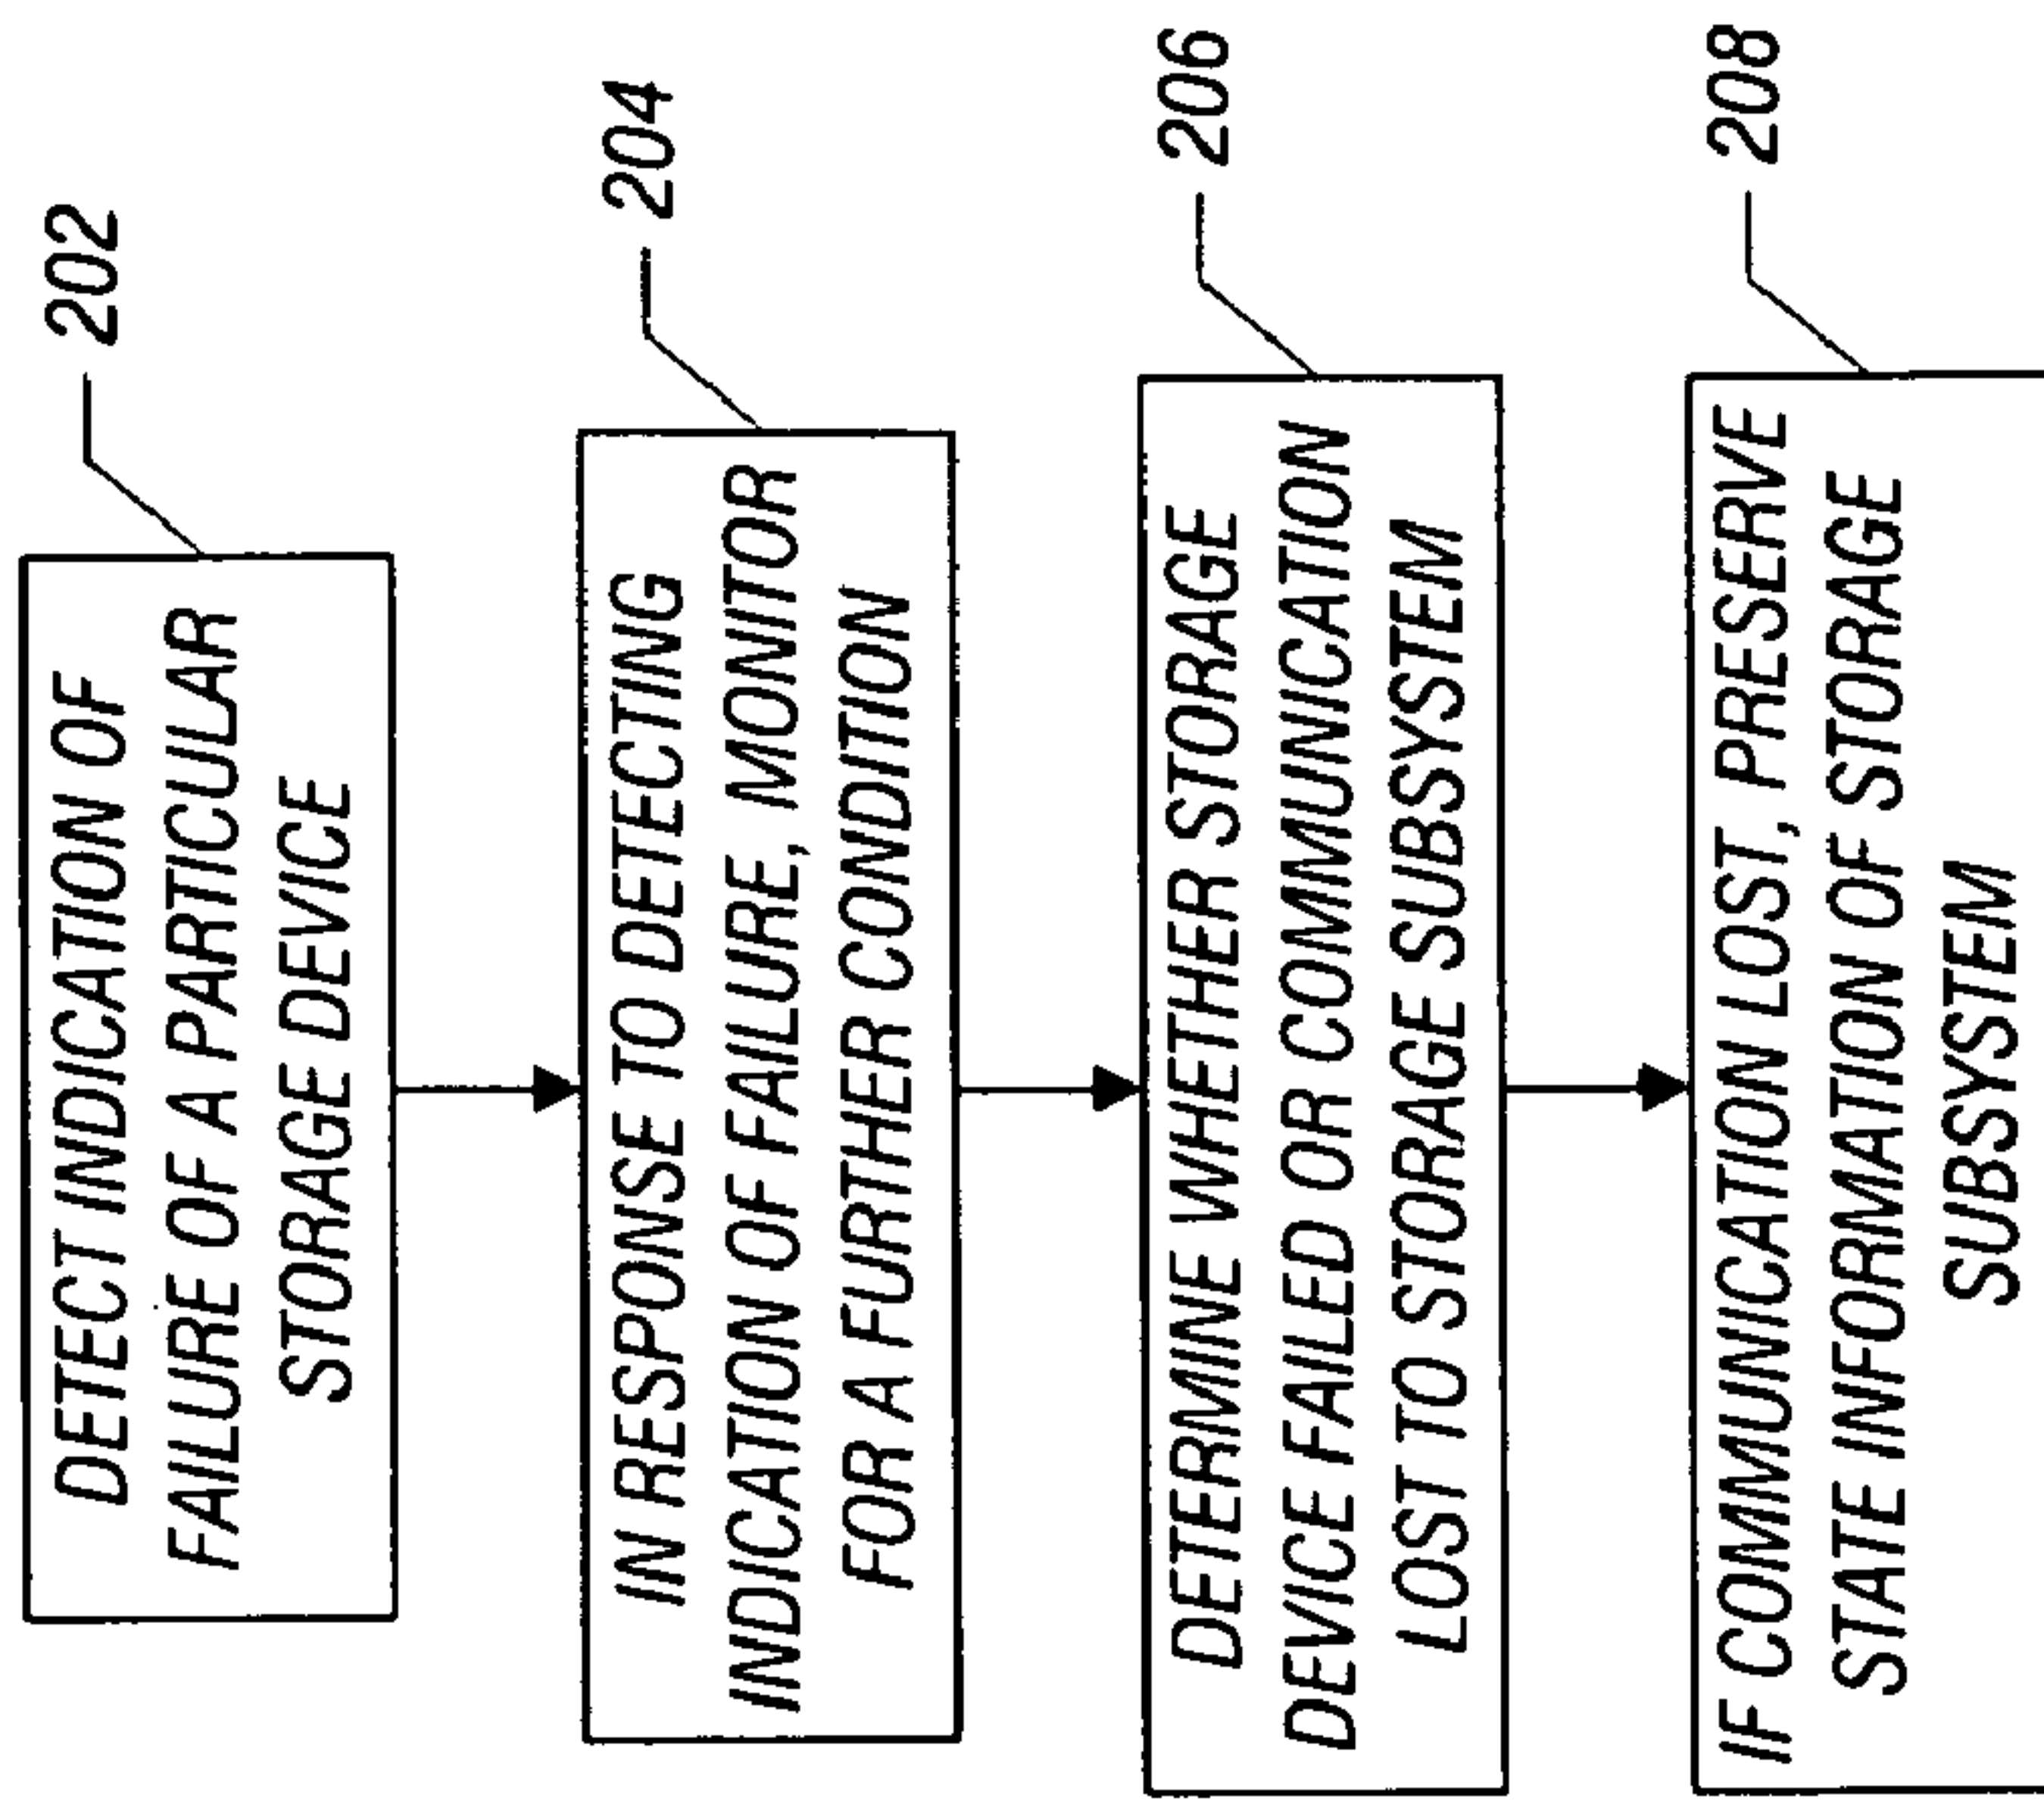 202
DETECT INDICATION OF
FAILURE OF A PARTICULAR
STORAGE DEVICE
204
IN RESPONSE TO DETECTING
INDICATION OF FAILURE, MONITOR
FOR A FURTHER CONDITION
206
DETERMINE WHETHER STORAGE
DEVICE FAILED OR COMMUNICATION
LOST TO STORAGE SUBSYSTEM
208
IF COMMUNICATION LOST, PRESERVE
STATE INFORMATION OF STORAGE
SUBSYSTEM